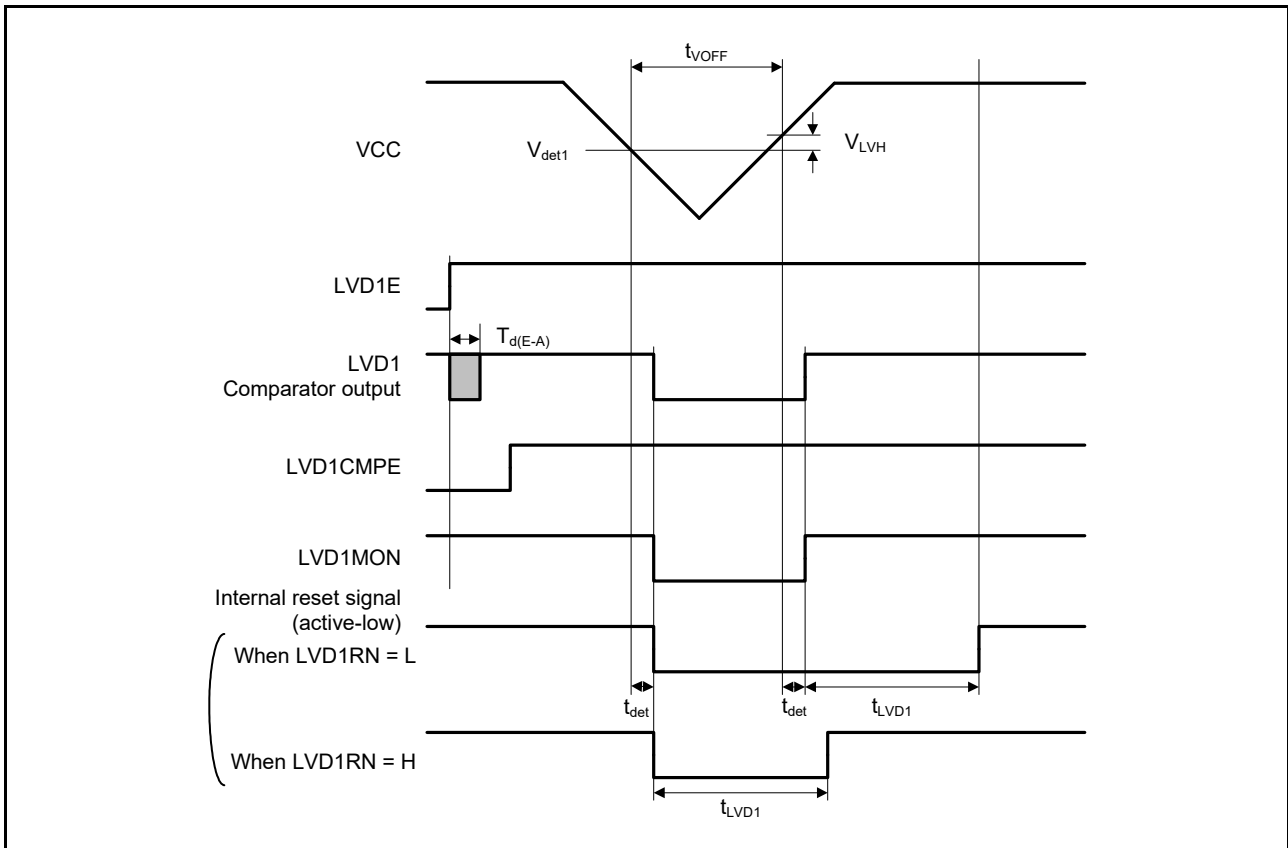 tVOFF
VCC
Vdet1
VLVH
LVD1E
Td(E-A)
LVD1
Comparator output
LVD1CMPE
LVD1MON
Internal reset signal
(active-low)
When LVD1RN = L
tdet
tdet
tLVD1
When LVD1RN = H
tLVD1